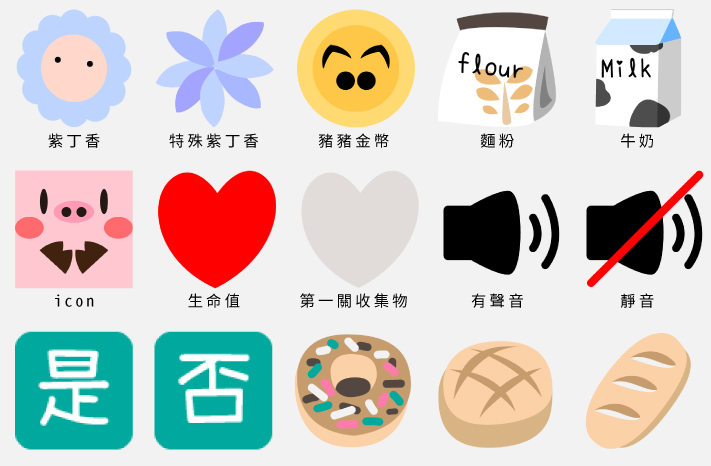 flour
Milk
紫丁香
特殊紫丁香
豬豬金幣
麵粉
牛奶
icon
生命值
第一關收集物
有聲音
靜音
是
否